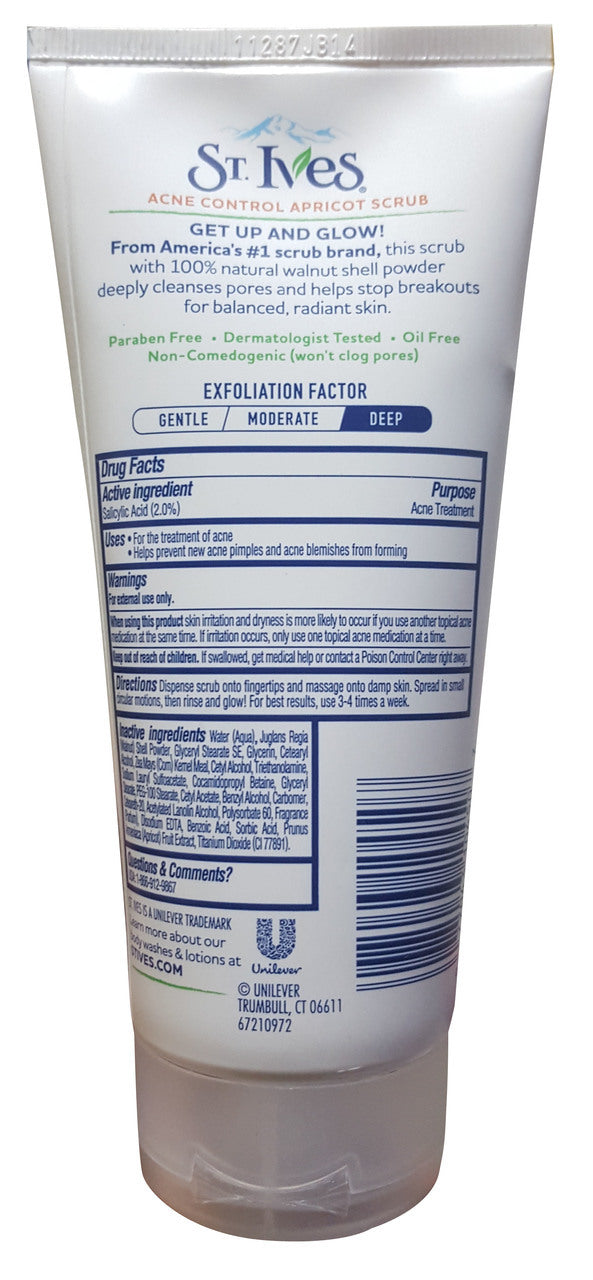 11287J314
ST. Ives®
ACNE CONTROL APRICOT SCRUB
GET UP AND GLOW!
From America's #1 scrub brand, this scrub
with 100% natural walnut shell powder
deeply cleanses pores and helps stop breakouts
for balanced, radiant skin.
Paraben Free • Dermatologist Tested • Oil Free
Non-Comedogenic (won't clog pores)
EXFOLIATION FACTOR
GENTLE / MODERATE DEEP
Drug Facts
Active ingredient Purpose
Salicylic Acid (2.0%) Acne Treatment
Uses • For the treatment of acne
• Helps prevent new acne pimples and acne blemishes from forming
Warnings
For external use only.
When using this product skin irritation and dryness is more likely to occur if you use another topical acne
medication at the same time. If irritation occurs, only use one topical acne medication at a time.
Keep out of reach of children. If swallowed, get medical help or contact a Poison Control Center right away.
Directions Dispense scrub onto fingertips and massage onto damp skin. Spread in small
circular motions, then rinse and glow! For best results, use 3-4 times a week.
Inactive ingredients Water (Aqua), Juglans Regia
(Walnut) Shell Powder, Glyceryl Stearate SE, Glycerin, Cetearyl
Alcohol, Zea Mays (Corn) Kernel Meal, Cetyl Alcohol, Triethanolamine,
Sodium Lauryl Sulfoacetate, Cocamidopropyl Betaine, Glyceryl
PEG-100 Stearate, Cetyl Acetate, Benzyl Alcohol, Carbomer,
Acetylated Lanolin Alcohol, Polysorbate 60, Fragrance
(Parfum), Disodium EDTA, Benzoic Acid, Sorbic Acid, Prunus
Armeniaca (Apricot) Fruit Extract, Titanium Dioxide (CI 77891).
Questions & Comments?
USA: 1-866-912-9867
ST. IVES IS A UNILEVER TRADEMARK
Learn more about our
body washes & lotions at
STIVES.COM
Unilever
© UNILEVER
TRUMBULL, CT 06611
67210972